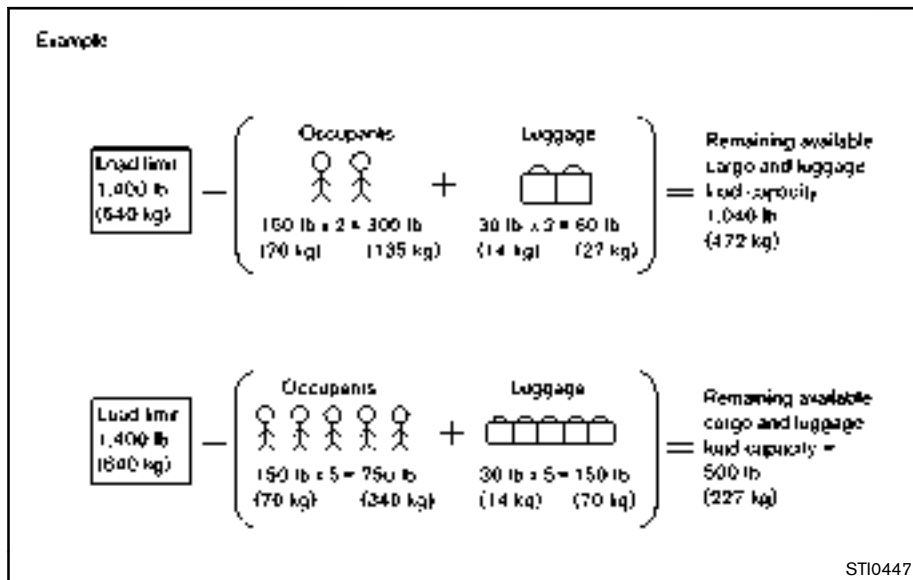 Example
Occupants
Luggage
Load limit
1,400 lb
(640 kg)
150 lb x 2 = 300 lb
(70 kg) (135 kg)
30 lb x 2 = 60 lb
(14 kg) (27 kg)
Remaining available
cargo and luggage
load capacity
1,040 lb
(472 kg)
Occupants
Luggage
Load limit
1,400 lb
(640 kg)
150 lb x 5 = 750 lb
(70 kg) (340 kg)
30 lb x 5 = 150 lb
(14 kg) (70 kg)
Remaining available
cargo and luggage
load capacity =
500 lb
(227 kg)
STI0447